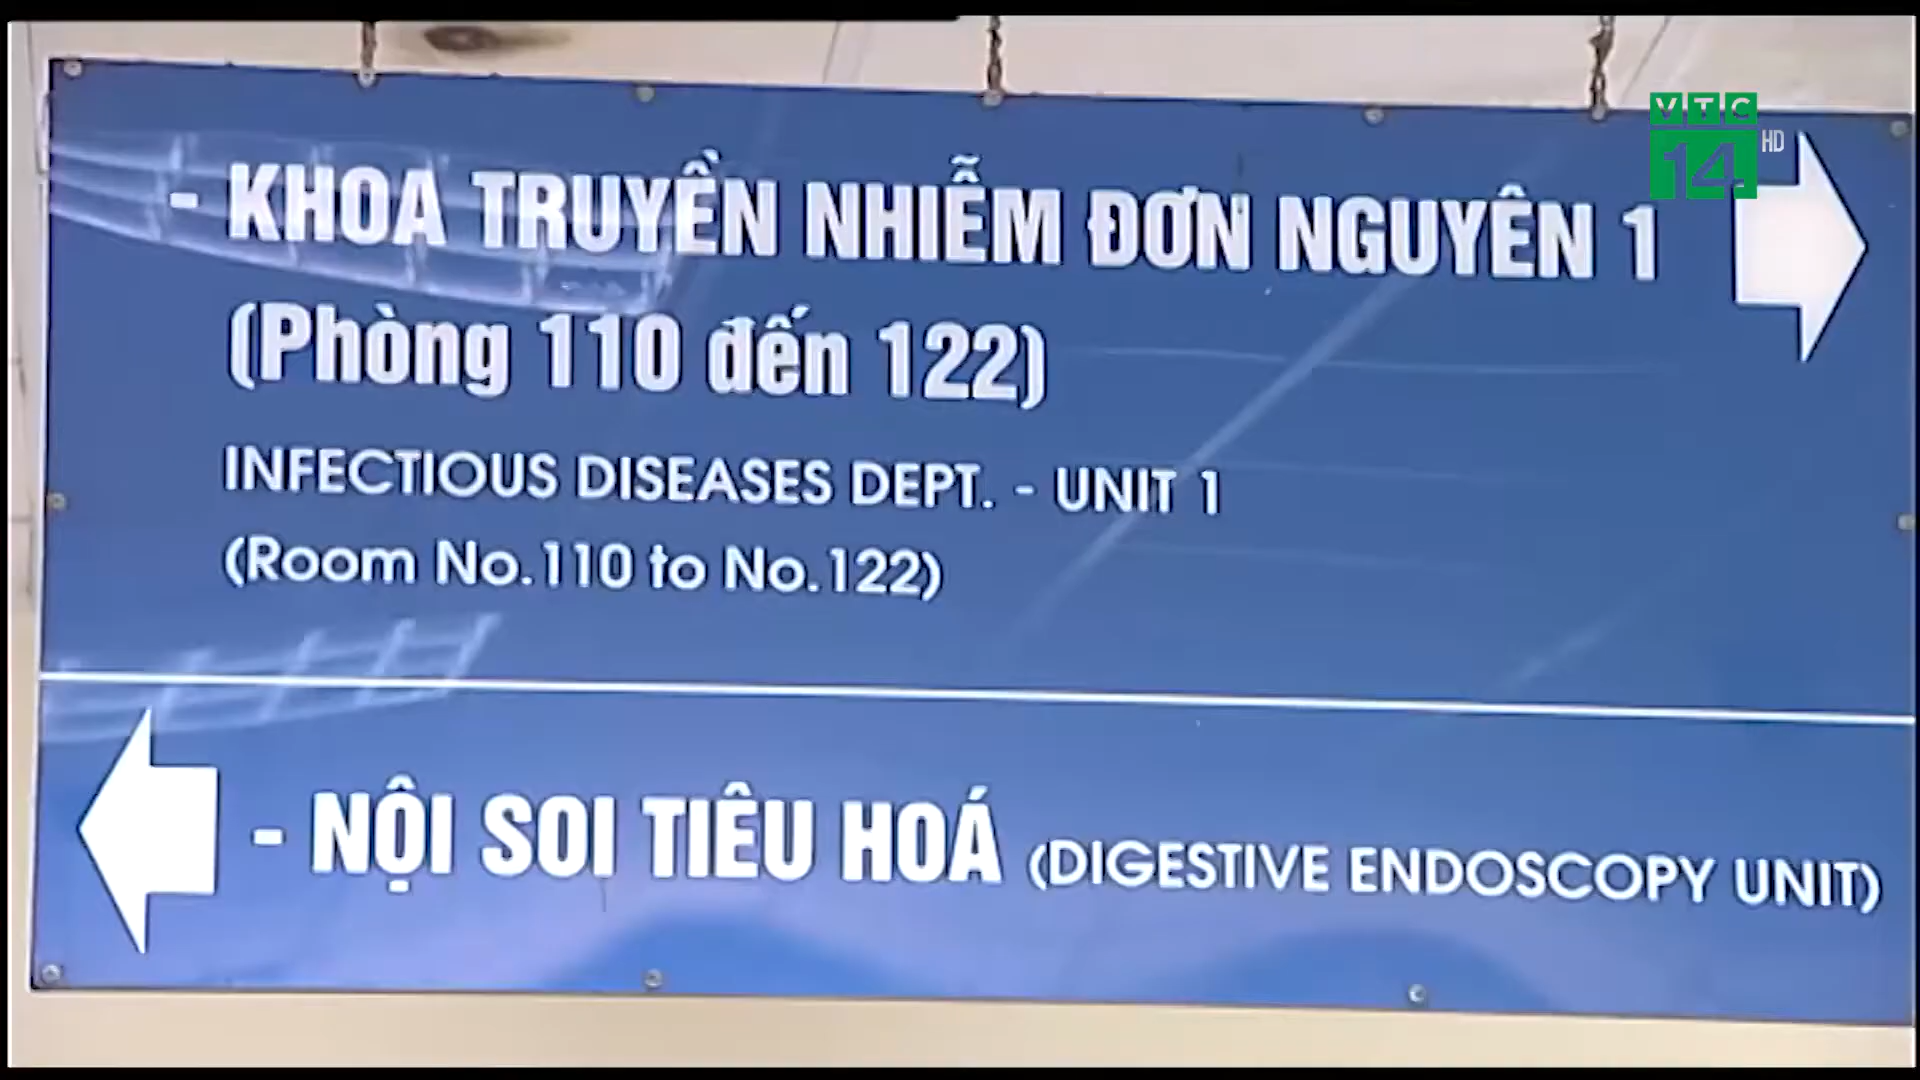 VTC
14 HD
- KHOA TRUYỀN NHIỄM ĐƠN NGUYÊN 1
(Phòng 110 đến 122)
INFECTIOUS DISEASES DEPT. - UNIT 1
(Room No.110 to No.122)
- NỘI SOI TIÊU HOÁ (DIGESTIVE ENDOSCOPY UNIT)